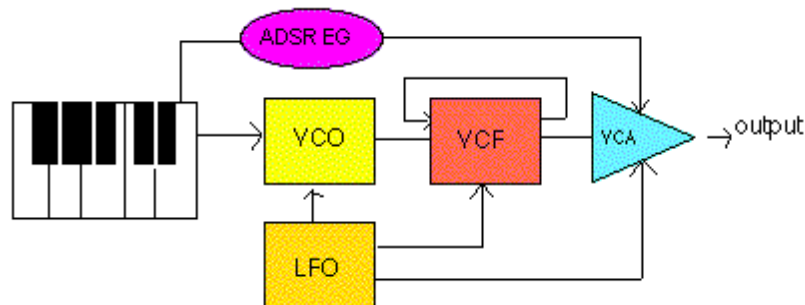 ADSR EG
VCO
VCF
VCA
output
LFO